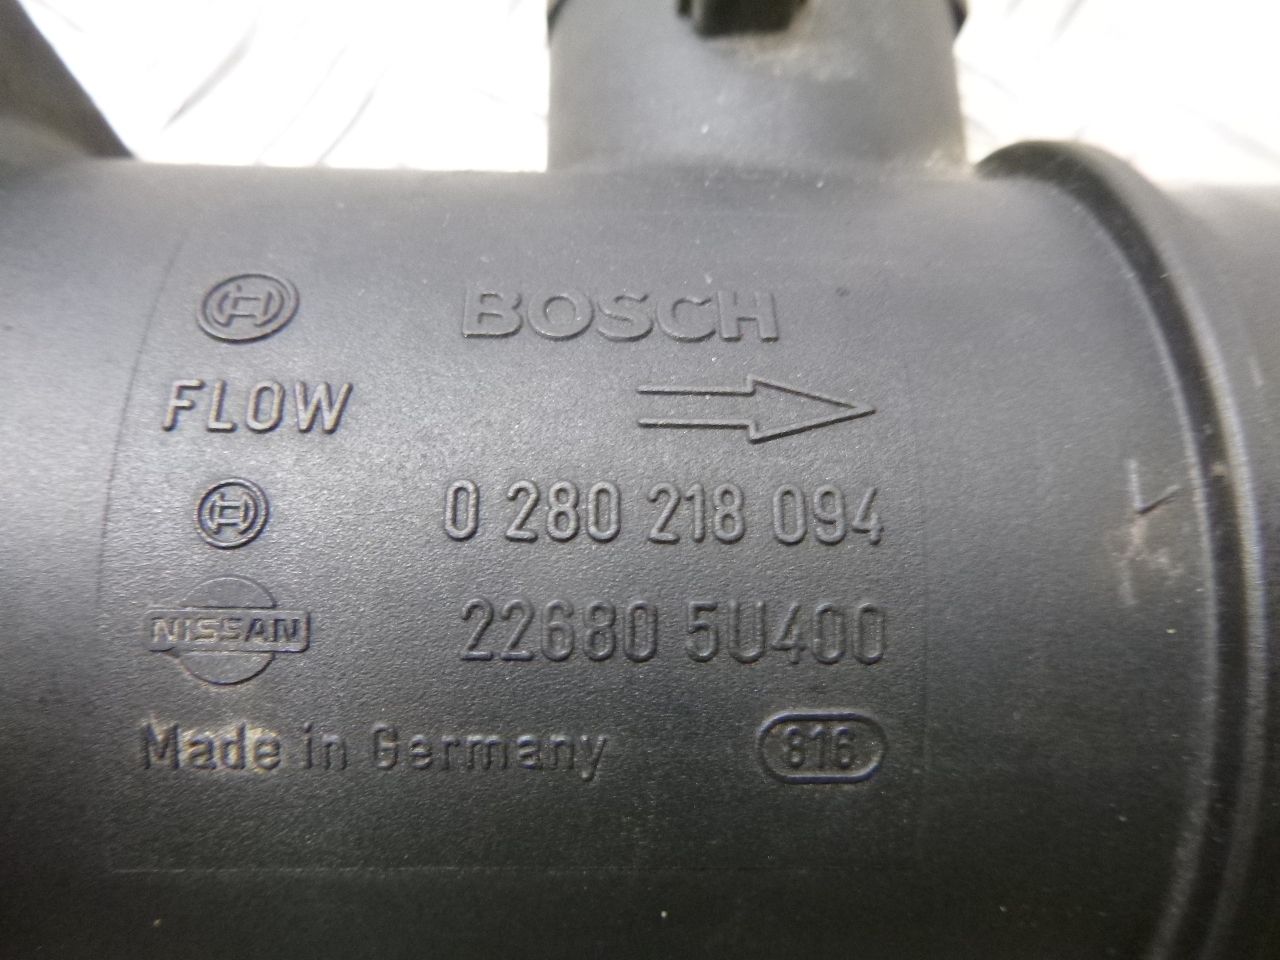 BOSCH
FLOW
0 280 218 094
NISSAN 22680 5U400
Made in Germany 816